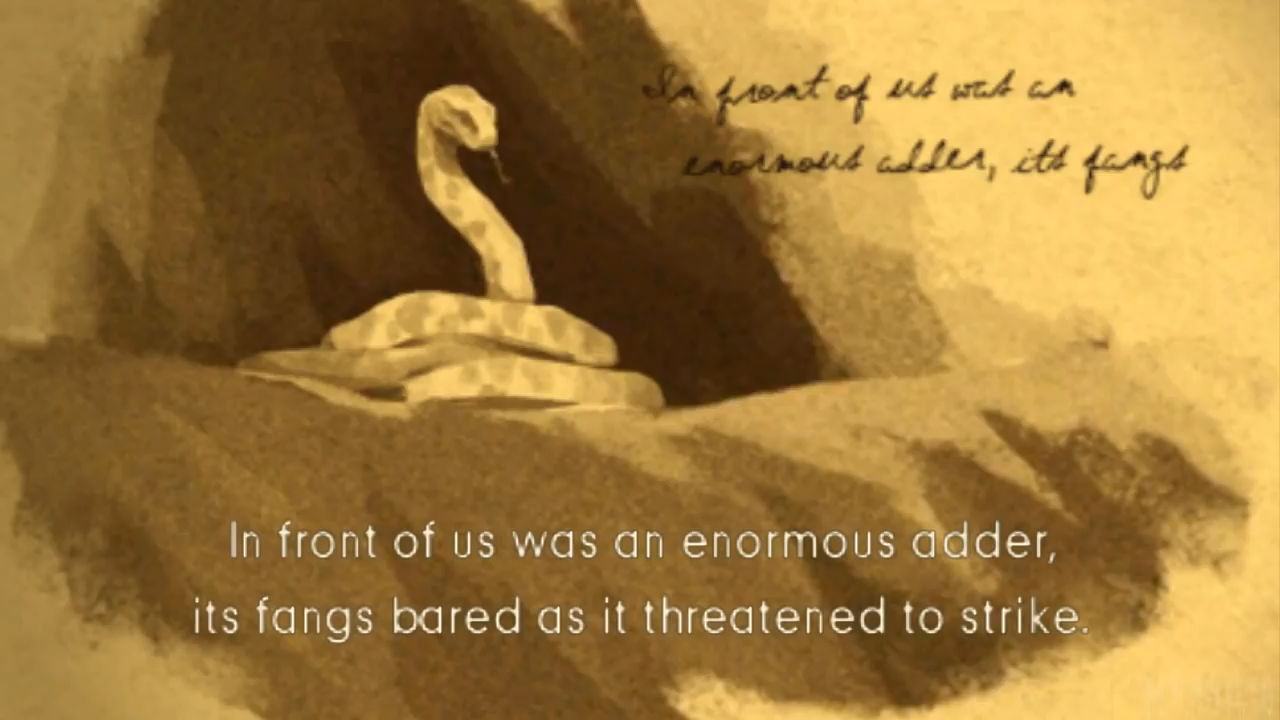 In front of us was an
enormous adder, its fangs
In front of us was an enormous adder,
its fangs bared as it threatened to strike.